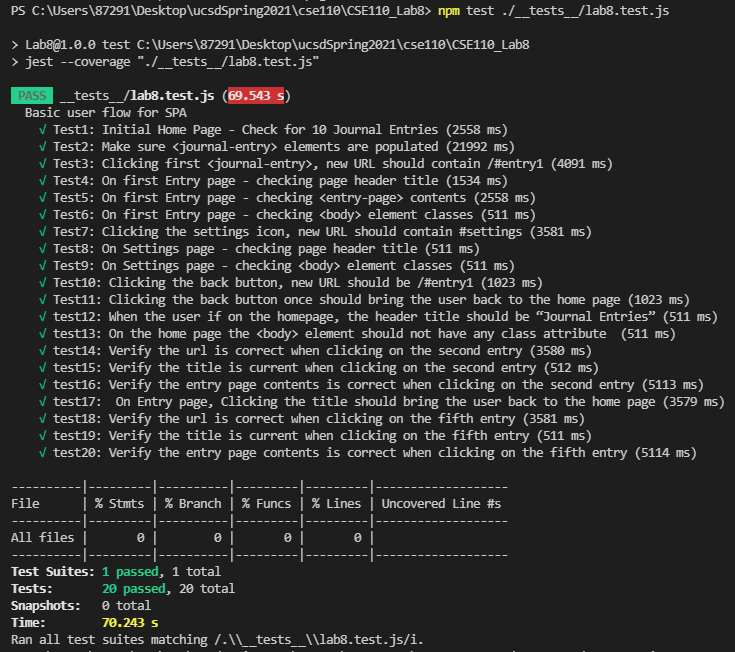 PS C:\Users\87291\Desktop\ucsdSpring2021\cse110\CSE110_Lab8> npm test ./__tests__/lab8.test.js
> Lab8@1.0.0 test C:\Users\87291\Desktop\ucsdSpring2021\cse110\CSE110_Lab8
> jest --coverage "./__tests__/lab8.test.js"
PASS __tests__/lab8.test.js (69.543 s)
Basic user flow for SPA
√ Test1: Initial Home Page - Check for 10 Journal Entries (2558 ms)
√ Test2: Make sure <journal-entry> elements are populated (21992 ms)
√ Test3: Clicking first <journal-entry>, new URL should contain /#entry1 (4091 ms)
√ Test4: On first Entry page - checking page header title (1534 ms)
√ Test5: On first Entry page - checking <entry-page> contents (2558 ms)
√ Test6: On first Entry page - checking <body> element classes (511 ms)
√ Test7: Clicking the settings icon, new URL should contain #settings (3581 ms)
√ Test8: On Settings page - checking page header title (511 ms)
√ Test9: On Settings page - checking <body> element classes (511 ms)
√ Test10: Clicking the back button, new URL should be /#entry1 (1023 ms)
√ Test11: Clicking the back button once should bring the user back to the home page (1023 ms)
√ test12: When the user if on the homepage, the header title should be “Journal Entries” (511 ms)
√ test13: On the home page the <body> element should not have any class attribute  (511 ms)
√ test14: Verify the url is correct when clicking on the second entry (3580 ms)
√ test15: Verify the title is current when clicking on the second entry (512 ms)
√ test16: Verify the entry page contents is correct when clicking on the second entry (5113 ms)
√ test17:  On Entry page, Clicking the title should bring the user back to the home page (3579 ms)
√ test18: Verify the url is correct when clicking on the fifth entry (3581 ms)
√ test19: Verify the title is current when clicking on the fifth entry (511 ms)
√ test20: Verify the entry page contents is correct when clicking on the fifth entry (5114 ms)
----------|---------|----------|---------|---------|-------------------
File      | % Stmts | % Branch | % Funcs | % Lines | Uncovered Line #s
----------|---------|----------|---------|---------|-------------------
All files |       0 |        0 |       0 |       0 |
----------|---------|----------|---------|---------|-------------------
Test Suites: 1 passed, 1 total
Tests:       20 passed, 20 total
Snapshots:   0 total
Time:        70.243 s
Ran all test suites matching /.\\__tests__\\lab8.test.js/i.